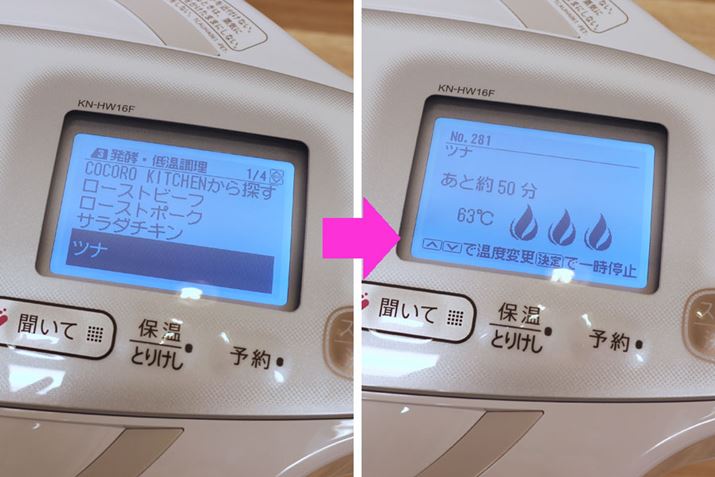 KN-HW16F
3 発酵・低温調理 1/4
COCORO KITCHENから探す
ローストビーフ
ローストポーク
サラダチキン
ツナ
聞いて
保温
とりけし
予約
KN-HW16F
No.281
ツナ
あと約50分
63℃
で温度変更 決定で一時停止
聞いて
保温
とりけし
予約